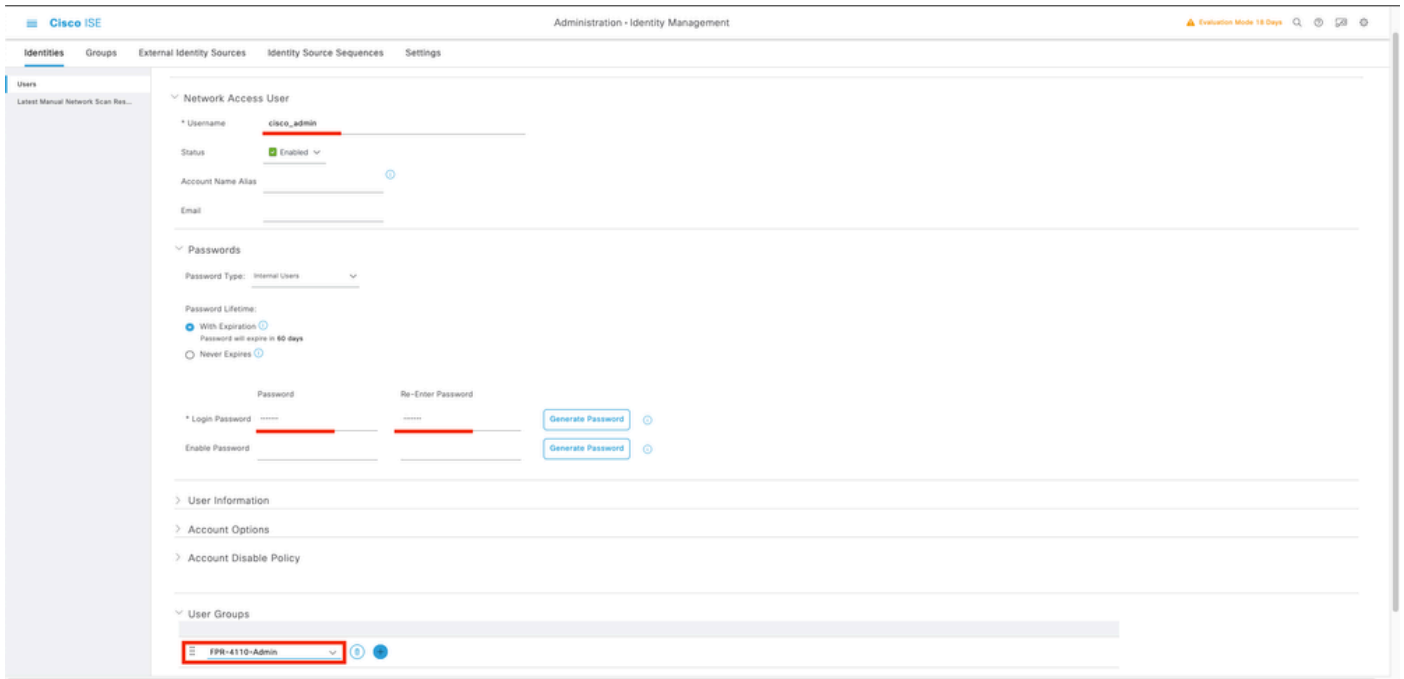 Cisco ISE
Administration · Identity Management
Evaluation Mode 18 Days
Identities Groups External Identity Sources Identity Source Sequences Settings
Users
Latest Manual Network Scan Res...
Network Access User
* Username cisco_admin
Status Enabled
Account Name Alias
Email
Passwords
Password Type: Internal Users
Password Lifetime:
With Expiration
Password will expire in 60 days
Never Expires
Password Re-Enter Password
* Login Password ······· ······· Generate Password
Enable Password Generate Password
User Information
Account Options
Account Disable Policy
User Groups
FPR-4110-Admin